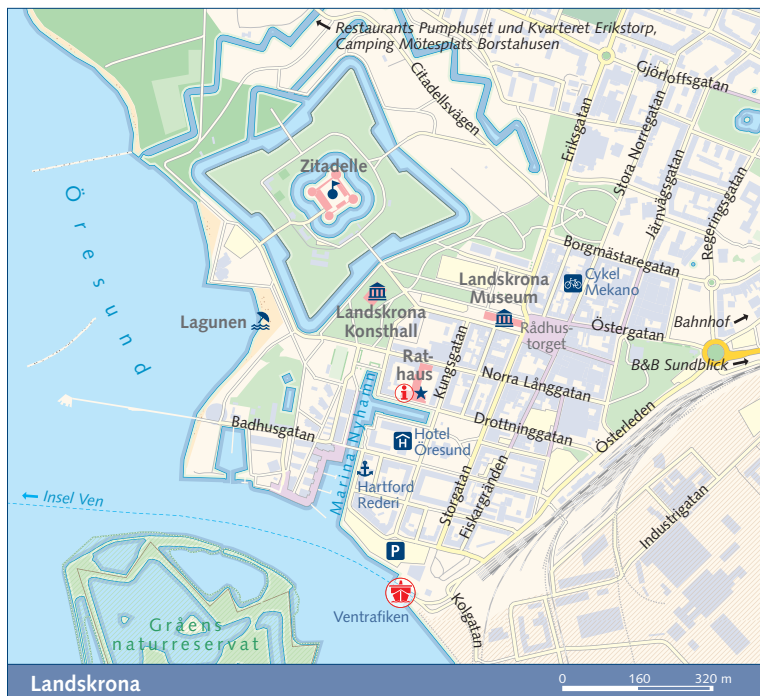 Restaurants Pumphuset und Kvarteret Erikstorp,
Camping Mötesplats Borstahusen
Citadellsvägen
Gjörloffsgatan
Eriksgatan
Stora Norregatan
Järnvägsgatan
Regeringsgatan
Zitadelle
Öresund
Borgmästaregatan
Landskrona
Museum
Cykel
Mekano
Landskrona
Konsthall
Lagunen
Rådhus-
torget
Östergatan
Bahnhof
B&B Sundblick
Rat-
haus
i
Kungsgatan
Norra Långgatan
Drottninggatan
Österleden
Badhusgatan
Marina Nyhamn
H
Hotel
Öresund
Hartford
Rederi
Storgatan
Fiskargränden
Industrigatan
Insel Ven
P
Ventrafiken
Kolgatan
Gråens
naturreservat
Landskrona
0 160 320 m